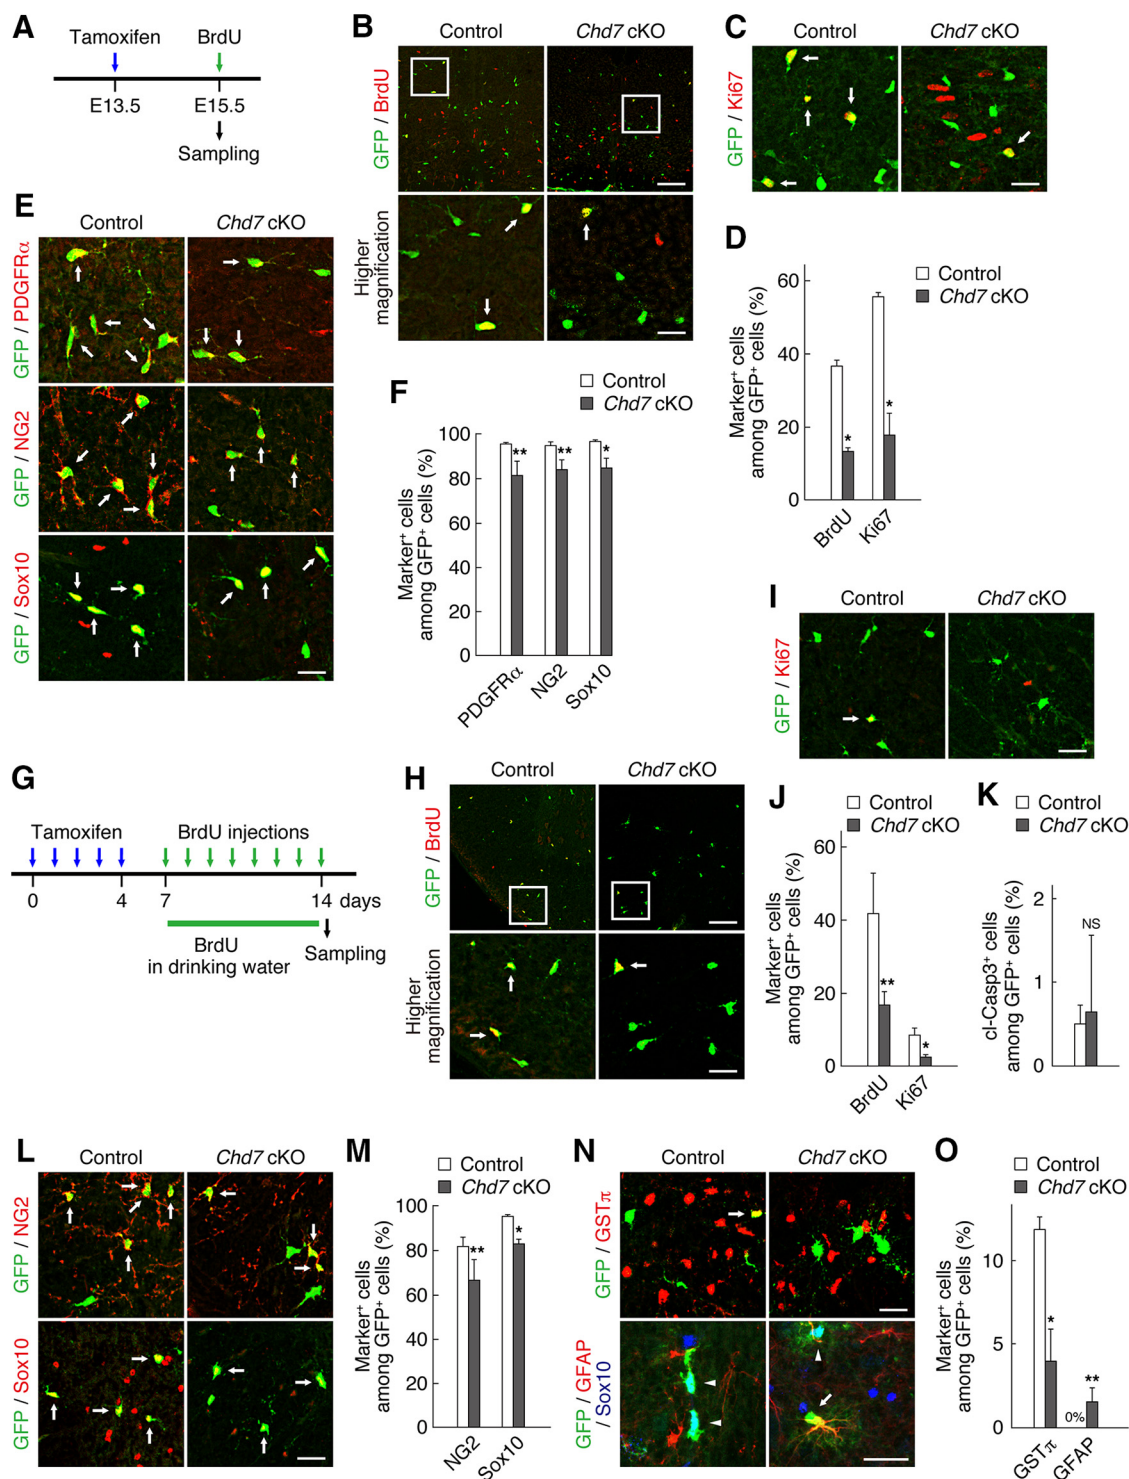 A
Tamoxifen
BrdU
E13.5
E15.5
Sampling
B
Control
Chd7 cKO
GFP / BrdU
Higher
magnification
C
Control
Chd7 cKO
GFP / Ki67
D
Control
Chd7 cKO
Marker+ cells
among GFP+ cells (%)
60
40
20
0
BrdU
Ki67
*
*
E
Control
Chd7 cKO
GFP / PDGFRα
GFP / NG2
GFP / Sox10
F
Control
Chd7 cKO
Marker+ cells
among GFP+ cells (%)
100
80
60
40
20
0
**
**
*
PDGFRα
NG2
Sox10
G
Tamoxifen
BrdU injections
0
4
7
14 days
BrdU
in drinking water
Sampling
H
Control
Chd7 cKO
GFP / BrdU
Higher
magnification
I
Control
Chd7 cKO
GFP / Ki67
J
Control
Chd7 cKO
Marker+ cells
among GFP+ cells (%)
60
40
20
0
**
*
BrdU
Ki67
K
Control
Chd7 cKO
cl-Casp3+ cells
among GFP+ cells (%)
2
1
0
NS
L
Control
Chd7 cKO
GFP / NG2
GFP / Sox10
M
Control
Chd7 cKO
Marker+ cells
among GFP+ cells (%)
100
80
60
40
20
0
**
*
NG2
Sox10
N
Control
Chd7 cKO
GFP / GSTπ
GFP / GFAP
/ Sox10
O
Control
Chd7 cKO
Marker+ cells
among GFP+ cells (%)
10
5
0
*
**
0%
GSTπ
GFAP